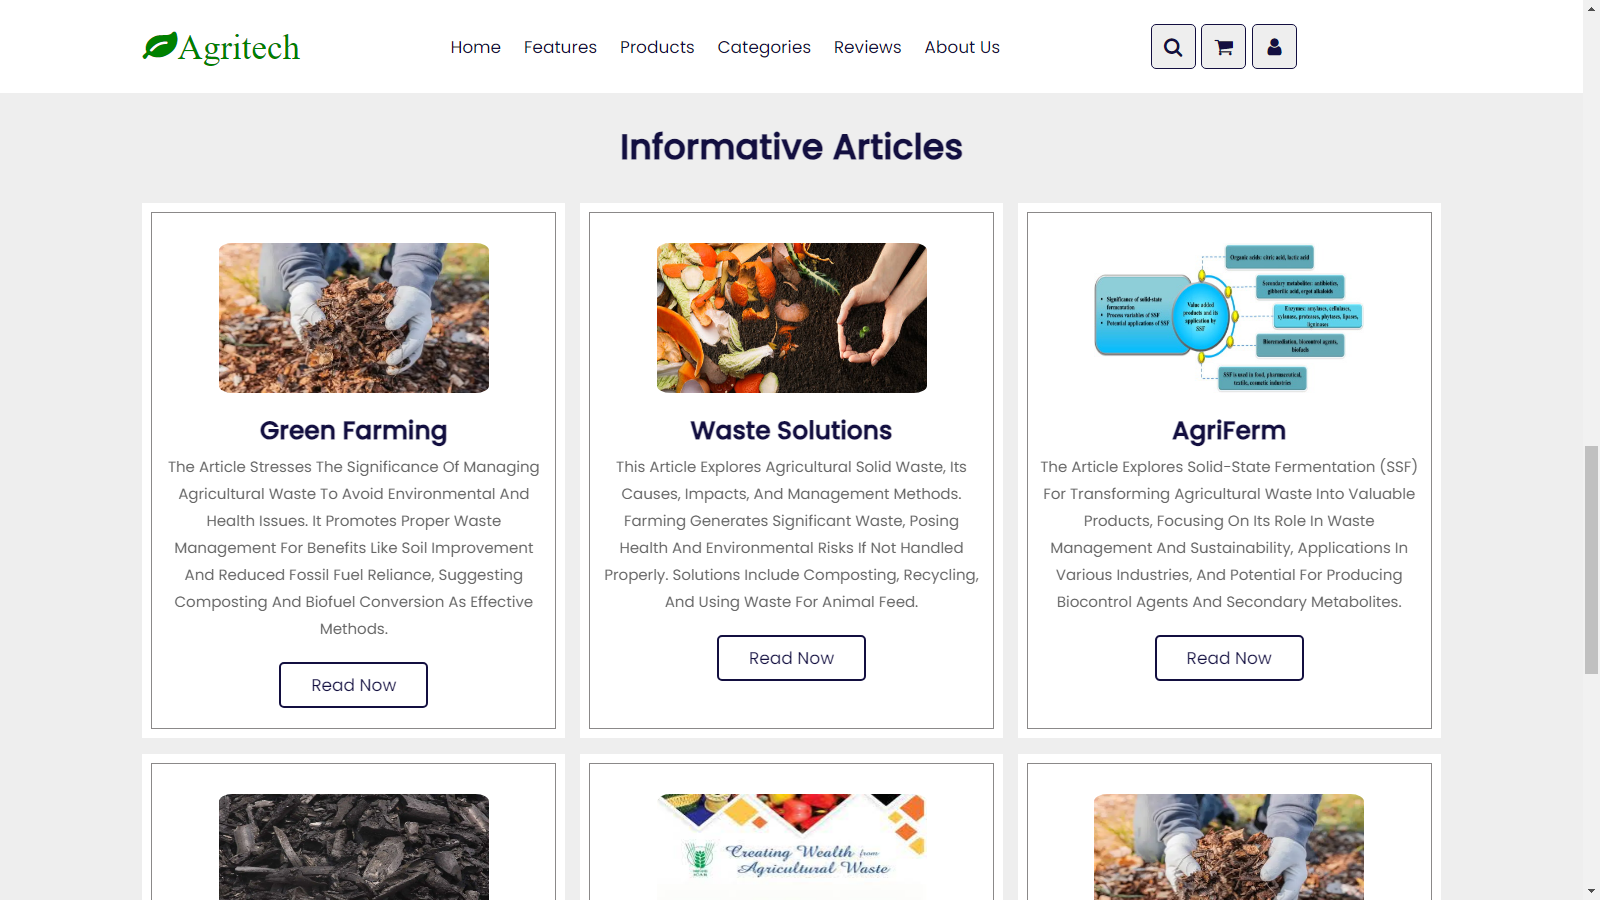 Agritech
Home Features Products Categories Reviews About Us
Informative Articles
Organic acids: citric acid, lactic acid
Secondary metabolites: antibiotics,
gibberilic acid, ergot alkaloids
Significance of solid-state
fermentation
Process variables of SSF
Potential applications of SSF
Value added
products and its
application by
SSF
Enzymes: amylases, cellulases,
xylanase, proteases, phytases, lipases,
Bioremediation, biocontrol agents,
biofuels
SSF is used in food, pharmaceutical,
textile, cosmetic industries
Green Farming
The Article Stresses The Significance Of Managing
Agricultural Waste To Avoid Environmental And
Health Issues. It Promotes Proper Waste
Management For Benefits Like Soil Improvement
And Reduced Fossil Fuel Reliance, Suggesting
Composting And Biofuel Conversion As Effective
Methods.
Read Now
Waste Solutions
This Article Explores Agricultural Solid Waste, Its
Causes, Impacts, And Management Methods.
Farming Generates Significant Waste, Posing
Health And Environmental Risks If Not Handled
Properly. Solutions Include Composting, Recycling,
And Using Waste For Animal Feed.
Read Now
AgriFerm
The Article Explores Solid-State Fermentation (SSF)
For Transforming Agricultural Waste Into Valuable
Products, Focusing On Its Role In Waste
Management And Sustainability, Applications In
Various Industries, And Potential For Producing
Biocontrol Agents And Secondary Metabolites.
Read Now
Creating Wealth from
Agricultural Waste